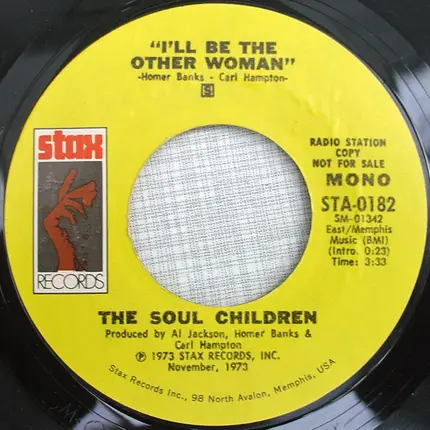 "I'LL BE THE
OTHER WOMAN"
-Homer Banks - Carl Hampton-
S
RADIO STATION
COPY
NOT FOR SALE
MONO
STA-0182
SM-01342
East/Memphis
Music (BMI)
(Intro. 0:23)
Time: 3:33
stax
RECORDS
THE SOUL CHILDREN
Produced by Al Jackson, Homer Banks &
Carl Hampton
℗ 1973 STAX RECORDS, INC.
November, 1973
Stax Records Inc., 98 North Avalon, Memphis, USA